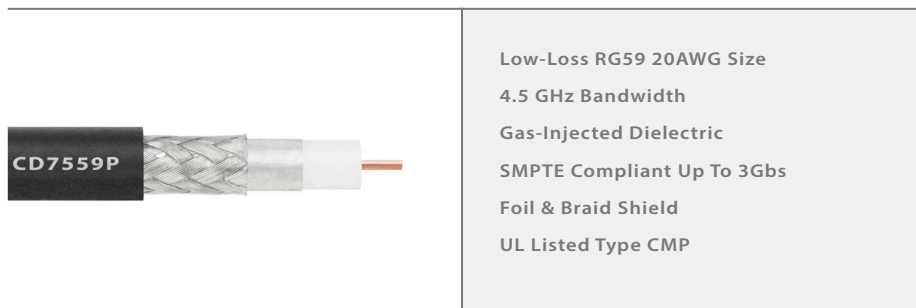 CD7559P
Low-Loss RG59 20AWG Size
4.5 GHz Bandwidth
Gas-Injected Dielectric
SMPTE Compliant Up To 3Gbs
Foil & Braid Shield
UL Listed Type CMP